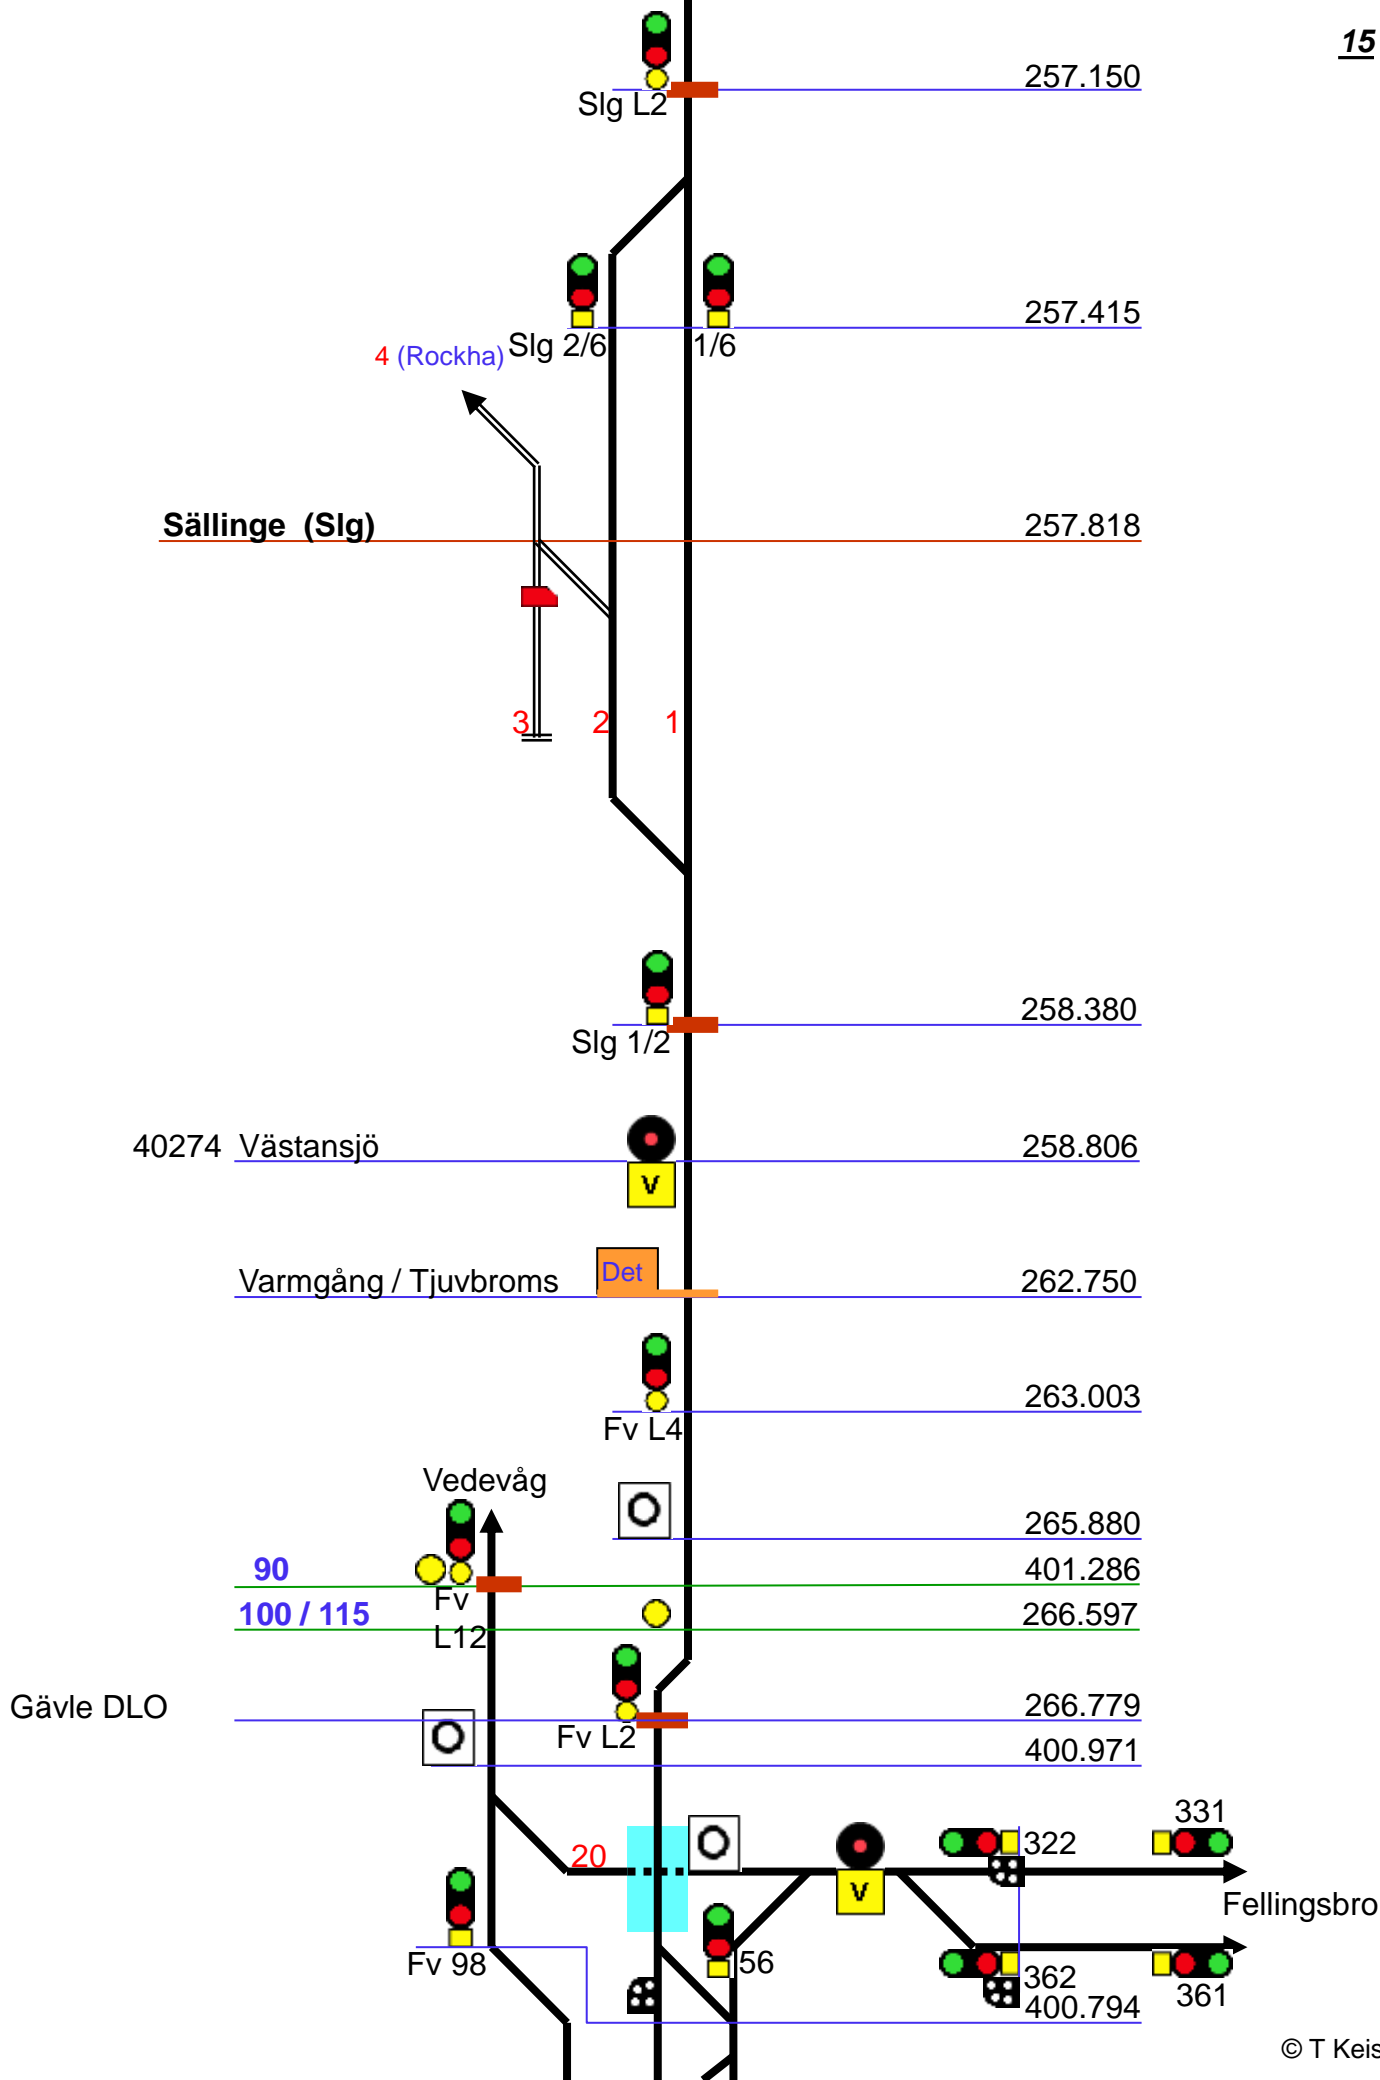 15
257.150
Slg L2
257.415
Slg 2/6
1/6
4 (Rockha)
Sällinge (Slg)
257.818
3
2
1
258.380
Slg 1/2
40274 Västansjö
258.806
V
Varmgång / Tjuvbroms
Det
262.750
263.003
Fv L4
Vedevåg
265.880
90
401.286
Fv
100 / 115
266.597
L12
Gävle DLO
266.779
Fv L2
400.971
331
322
20
V
Fellingsbro
Fv 98
56
362
361
400.794
© T Keis